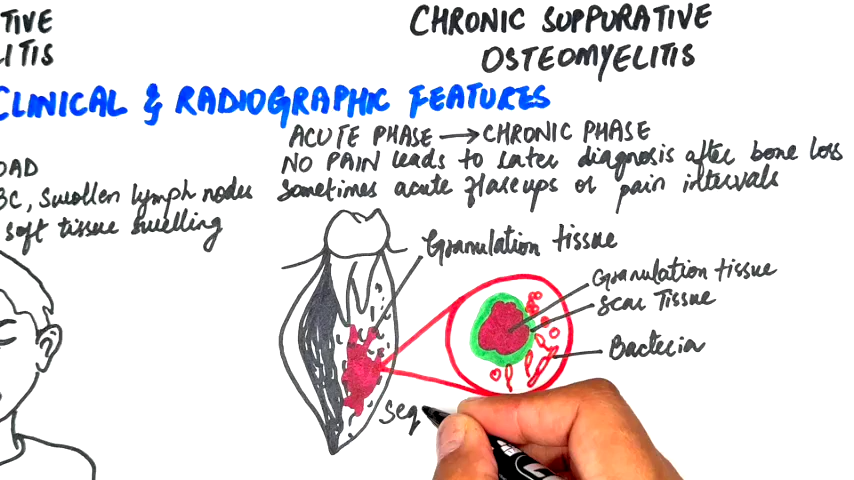 TIVE
LITIS
CHRONIC SUPPURATIVE
OSTEOMYELITIS
CLINICAL & RADIOGRAPHIC FEATURES
ACUTE PHASE → CHRONIC PHASE
NO PAIN leads to later diagnosis after bone loss
Sometimes acute flareups or pain intervals
OAD
BC, Swollen lymph nodes
soft tissue swelling
Granulation tissue
Granulation tissue
Scar Tissue
Bacteria
Seq